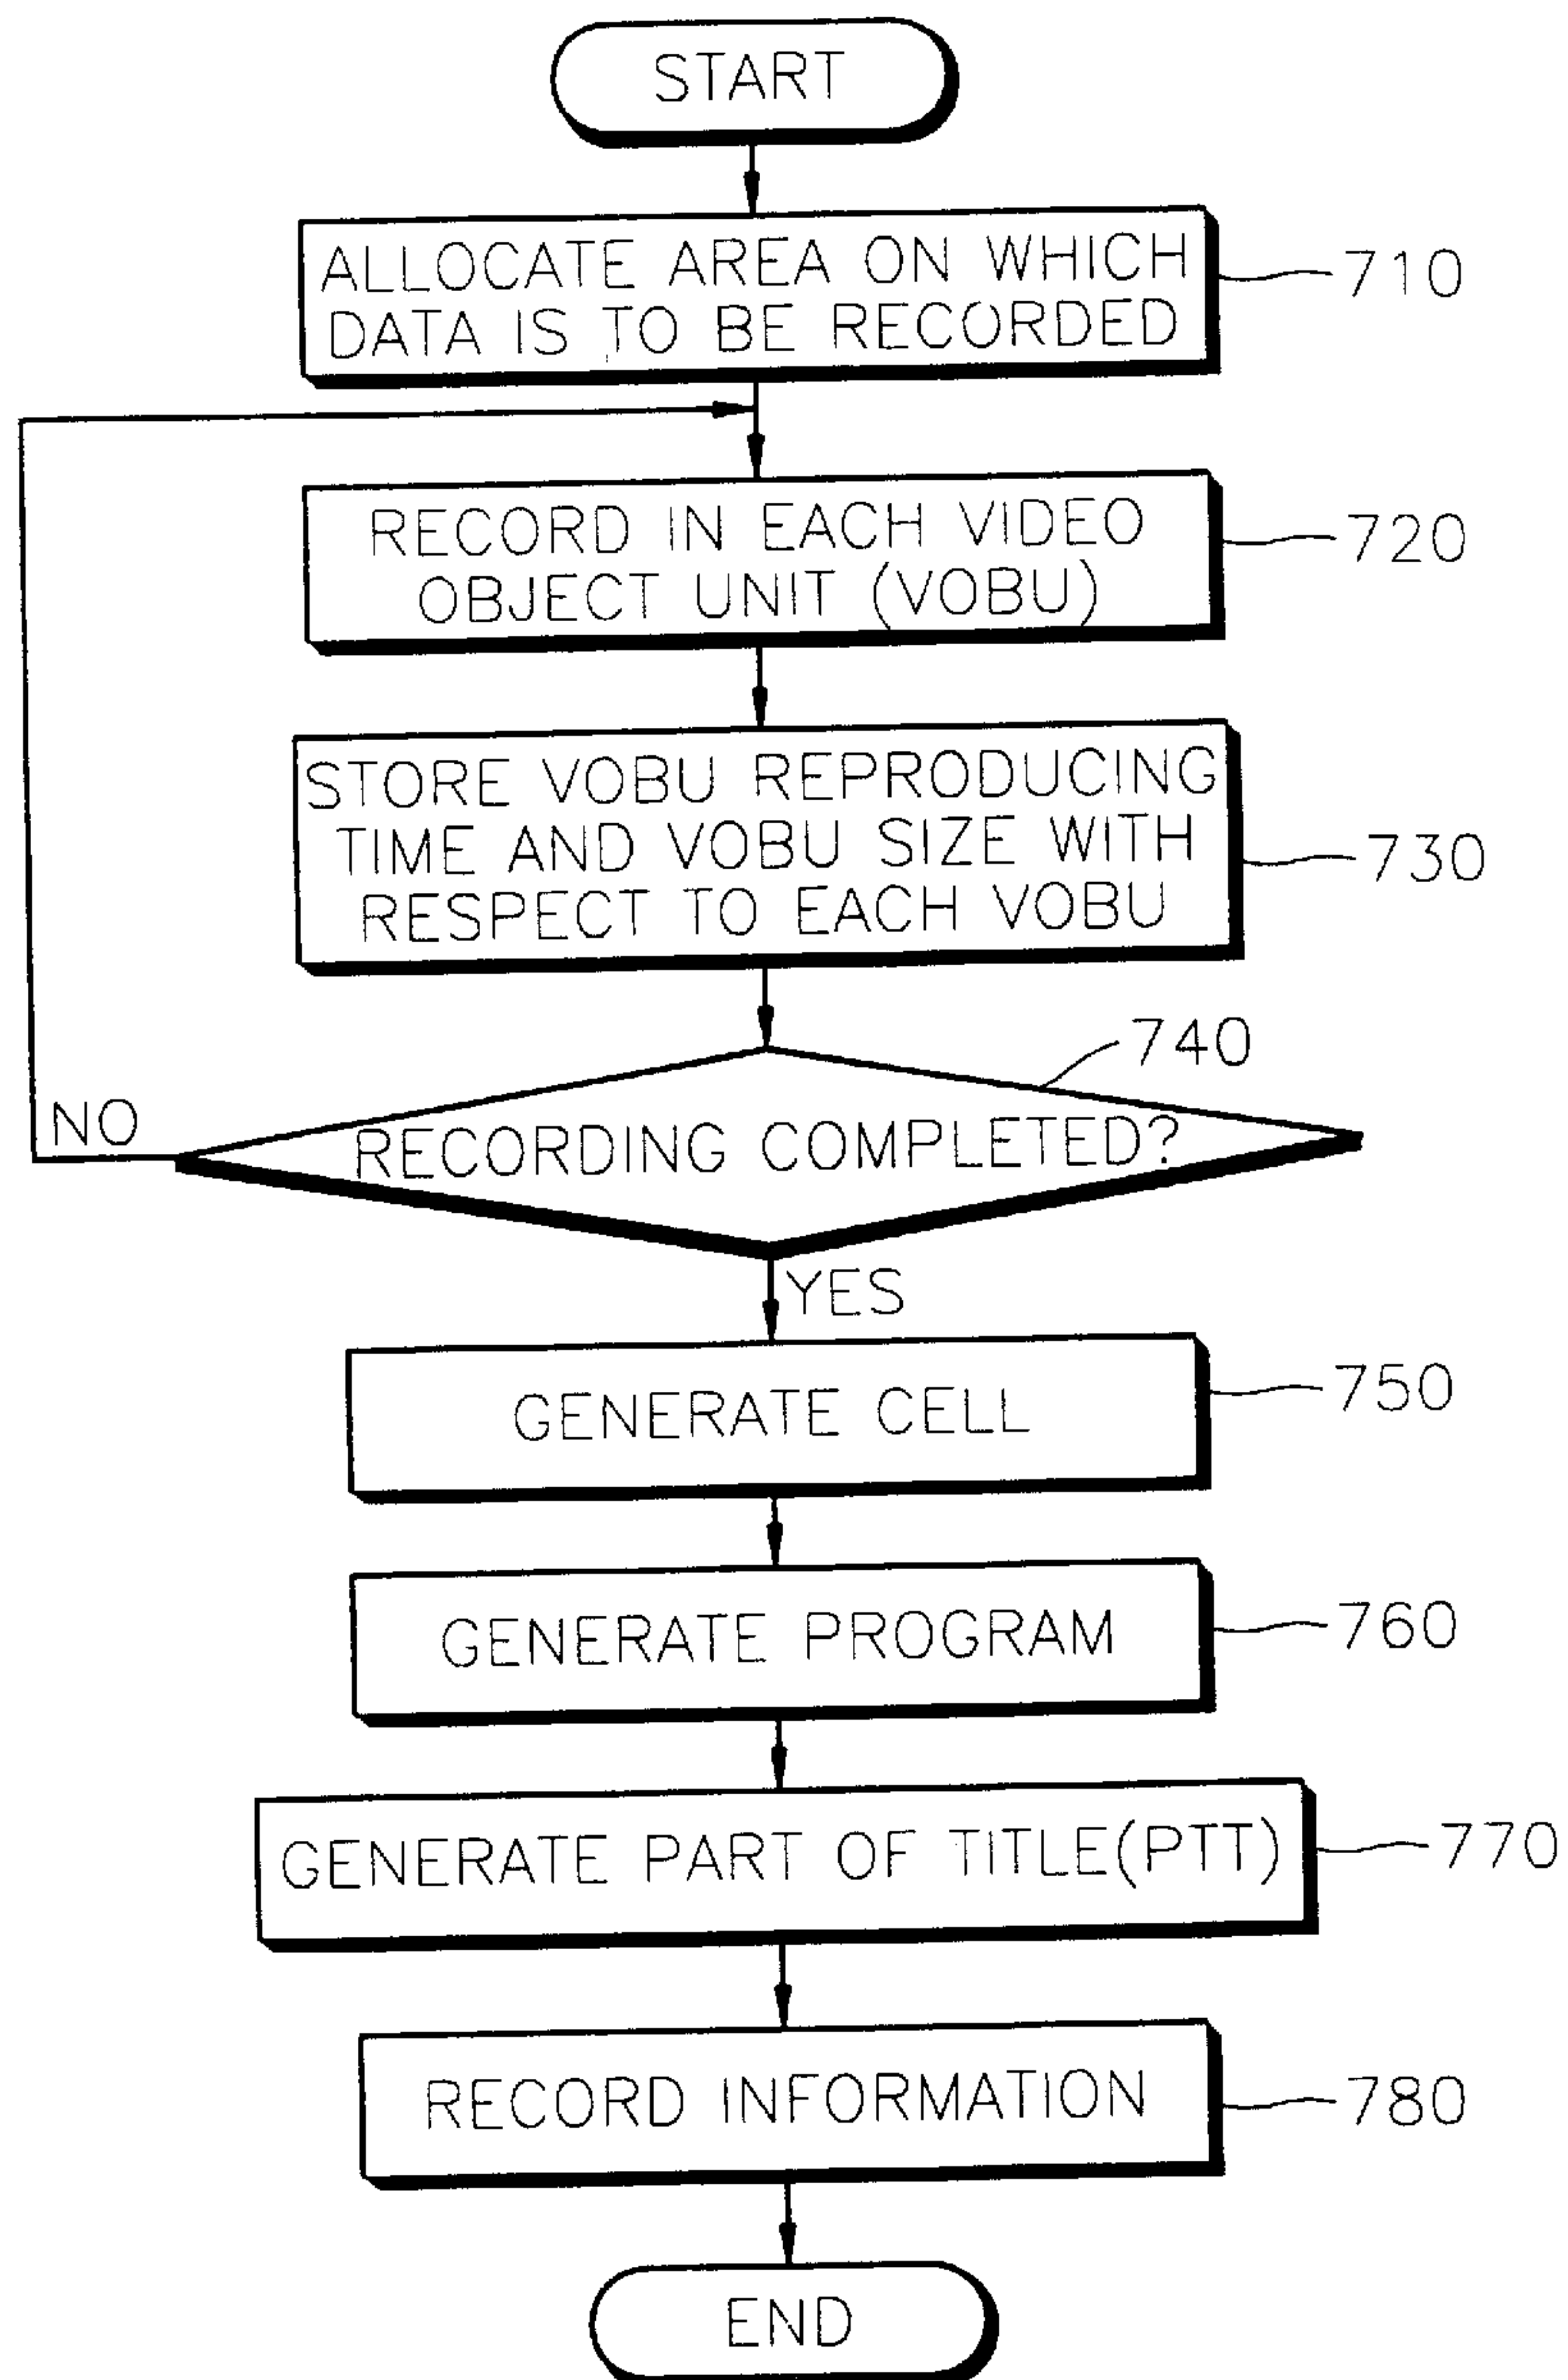 START
ALLOCATE AREA ON WHICH
DATA IS TO BE RECORDED
710
RECORD IN EACH VIDEO
OBJECT UNIT (VOBU)
720
STORE VOBU REPRODUCING
TIME AND VOBU SIZE WITH
RESPECT TO EACH VOBU
730
740
NO
RECORDING COMPLETED?
YES
GENERATE CELL
750
GENERATE PROGRAM
760
GENERATE PART OF TITLE(PTT)
770
RECORD INFORMATION
780
END